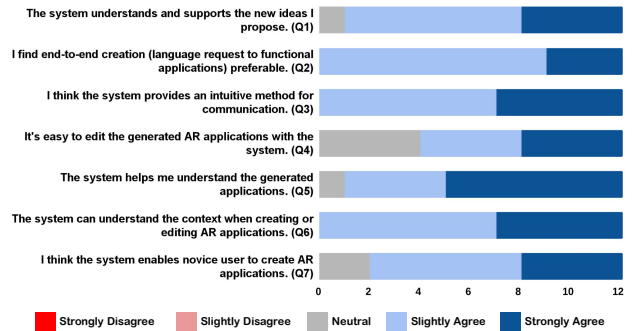 The system understands and supports the new ideas I
propose. (Q1)
I find end-to-end creation (language request to functional
applications) preferable. (Q2)
I think the system provides an intuitive method for
communication. (Q3)
It's easy to edit the generated AR applications with the
system. (Q4)
The system helps me understand the generated
applications. (Q5)
The system can understand the context when creating or
editing AR applications. (Q6)
I think the system enables novice user to create AR
applications. (Q7)
0 2 4 6 8 10 12
Strongly Disagree Slightly Disagree Neutral Slightly Agree Strongly Agree